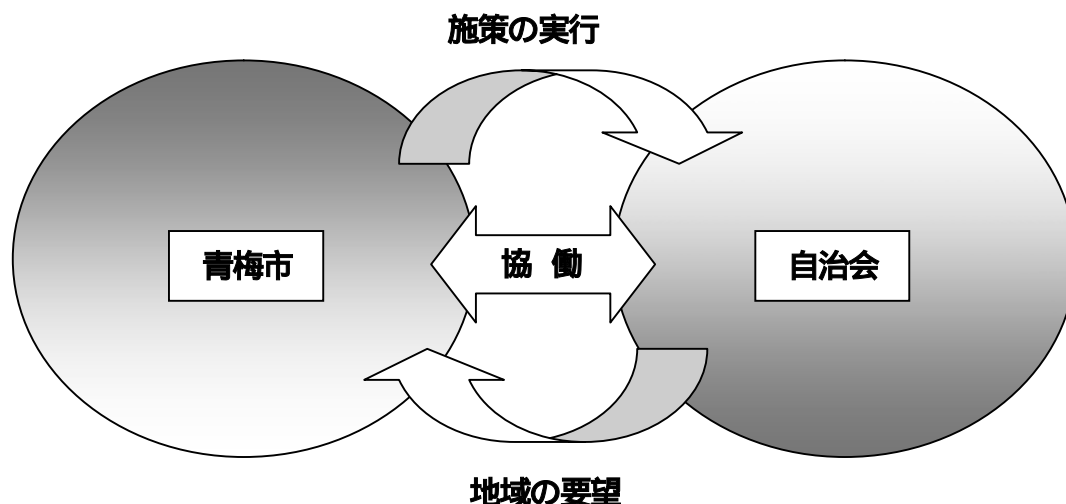 施策の実行
青梅市
協 働
自治会
地域の要望